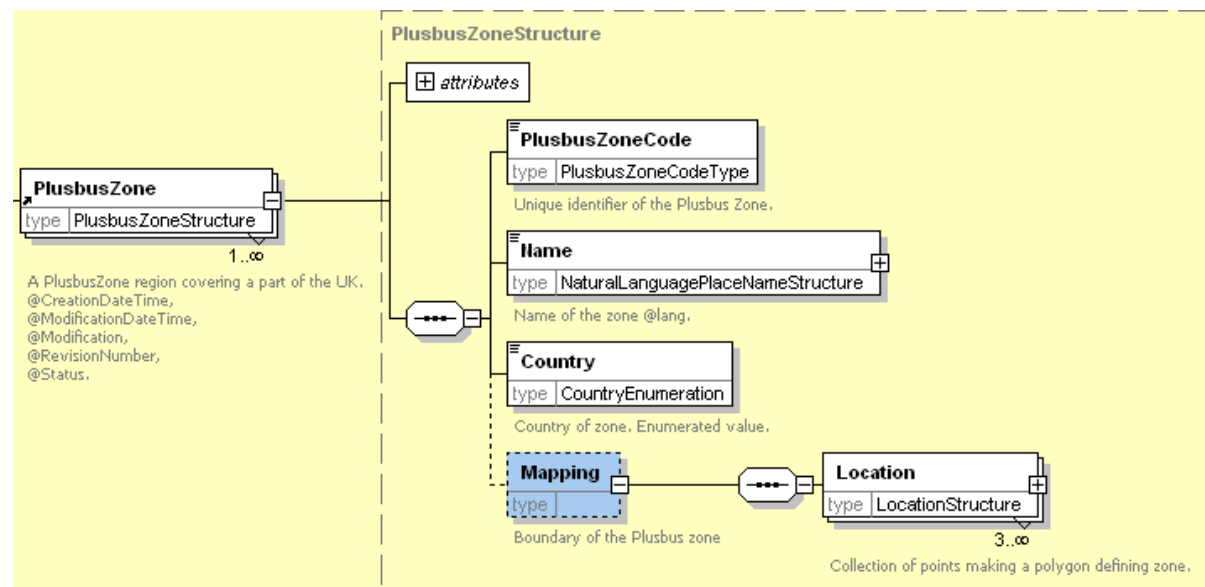 PlusbusZoneStructure
attributes
PlusbusZoneCode
type PlusbusZoneCodeType
Unique identifier of the Plusbus Zone.
PlusbusZone
type PlusbusZoneStructure
1..∞
A PlusbusZone region covering a part of the UK.
@CreationDateTime,
@ModificationDateTime,
@Modification,
@RevisionNumber,
@Status.
Name
type NaturalLanguagePlaceNameStructure
Name of the zone @lang.
Country
type CountryEnumeration
Country of zone. Enumerated value.
Mapping
type
Boundary of the Plusbus zone
Location
type LocationStructure
3..∞
Collection of points making a polygon defining zone.